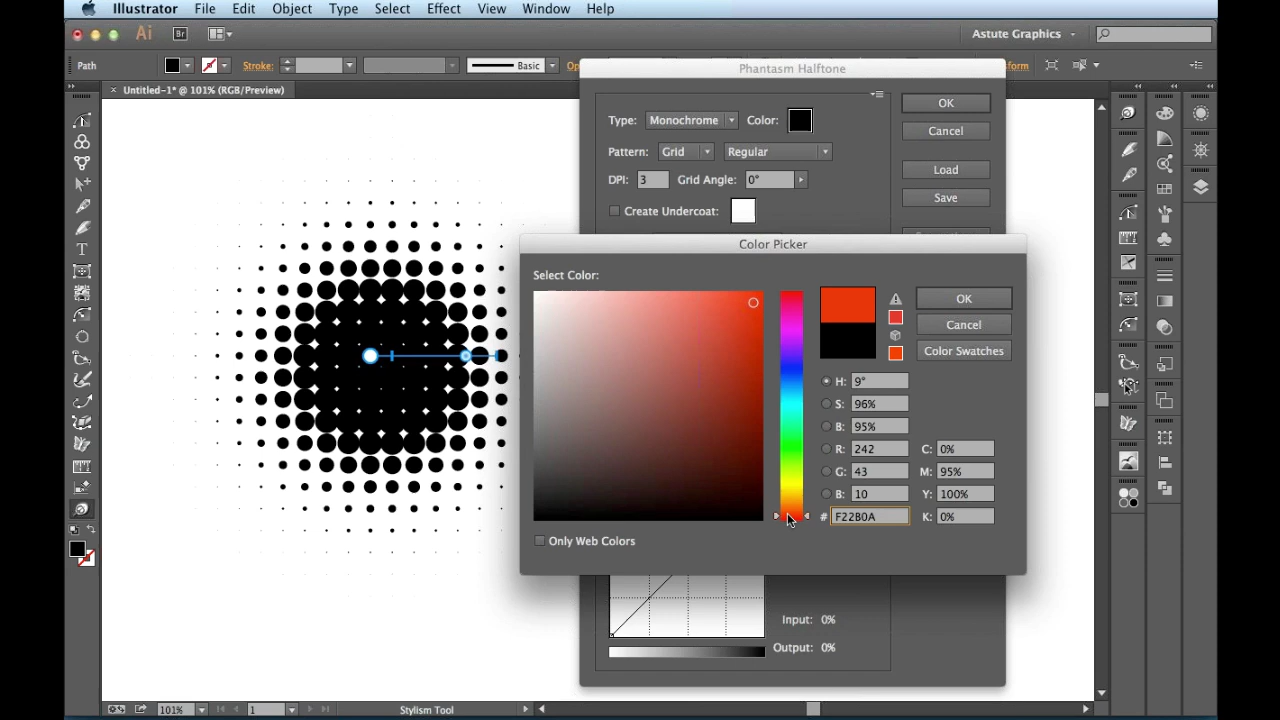 Illustrator File Edit Object Type Select Effect View Window Help
Ai Br Astute Graphics
Path Stroke: Basic
Phantasm Halftone
Untitled-1* @ 101% (RGB/Preview)
OK
Type: Monochrome Color:
Cancel
Pattern: Grid Regular
Load
DPI: 3 Grid Angle: 0°
Save
Create Undercoat:
Color Picker
Select Color:
OK
Cancel
Color Swatches
H: 9°
S: 96%
B: 95%
R: 242 C: 0%
G: 43 M: 95%
B: 10 Y: 100%
# F22B0A K: 0%
Only Web Colors
Input: 0%
Output: 0%
101% 1 Stylism Tool